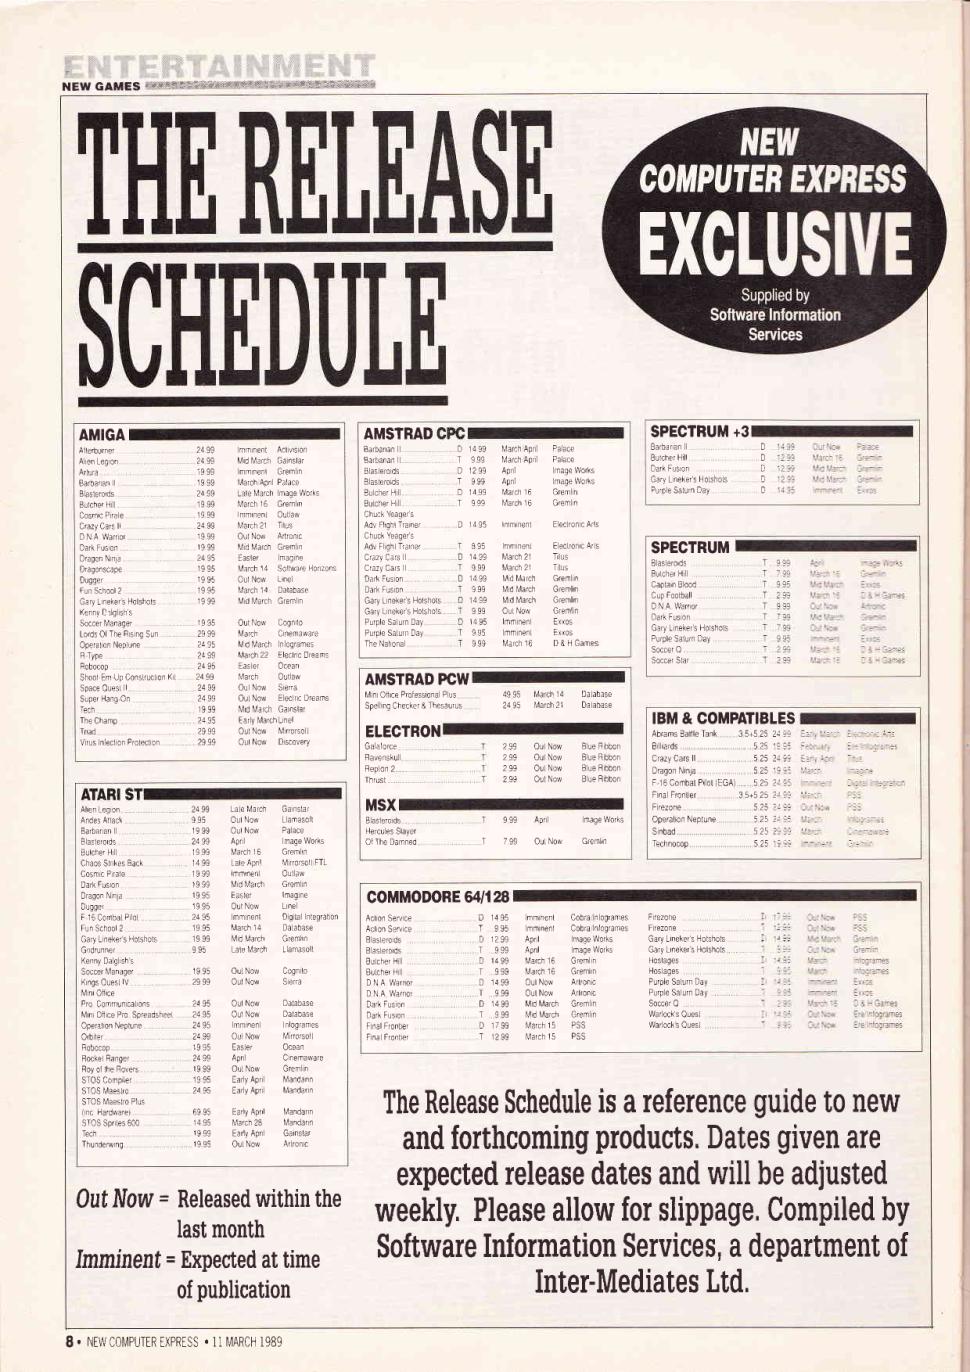 ENTERTAINMENT
NEW GAMES
THE RELEASE
SCHEDULE
NEW
COMPUTER EXPRESS
EXCLUSIVE
Supplied by
Software Information
Services
AMIGA
Afterburner 24.99 Imminent Activision
Alien Legion 24.99 Mid March Gainstar
Artura 19.99 Imminent Gremlin
Barbarian II 19.99 March/April Palace
Blasteroids 24.99 Late March Image Works
Butcher Hill 19.99 March 16 Gremlin
Cosmic Pirate 19.99 Imminent Outlaw
Crazy Cars II 24.99 March 21 Titus
D.N.A. Warrior 19.99 Out Now Artronic
Dark Fusion 19.99 Mid March Gremlin
Dragon Ninja 24.95 Easter Imagine
Dragonscape 19.95 March 14 Software Horizons
Dugger 19.95 Out Now Linel
Fun School 2 19.95 March 14 Database
Gary Lineker's Hotshots 19.99 Mid March Gremlin
Kenny Dalglish's
Soccer Manager 19.95 Out Now Cognito
Lords Of The Rising Sun 29.99 March Cinemaware
Operation Neptune 24.95 Mid March Infogrames
R-Type 24.99 March 22 Electric Dreams
Robocop 24.95 Easter Ocean
Shoot-Em-Up Construction Kit 24.99 March Outlaw
Space Quest II 24.99 Out Now Sierra
Super Hang-On 24.99 Out Now Electric Dreams
Tech 19.99 Mid March Gainstar
The Champ 24.95 Early March Linel
Triad 29.99 Out Now Mirrorsoft
Virus Infection Protection 29.99 Out Now Discovery
ATARI ST
Alien Legion 24.99 Late March Gainstar
Andes Attack 9.95 Out Now Llamasoft
Barbarian II 19.99 Out Now Palace
Blasteroids 24.99 April Image Works
Butcher Hill 19.99 March 16 Gremlin
Chaos Strikes Back 14.99 Late April Mirrorsoft/FTL
Cosmic Pirate 19.99 Imminent Outlaw
Dark Fusion 19.99 Mid March Gremlin
Dragon Ninja 19.95 Easter Imagine
Dugger 19.95 Out Now Linel
F-16 Combat Pilot 24.95 Imminent Digital Integration
Fun School 2 19.95 March 14 Database
Gary Lineker's Hotshots 19.99 Mid March Gremlin
Gridrunner 9.95 Late March Llamasoft
Kenny Dalglish's
Soccer Manager 19.95 Out Now Cognito
Kings Quest IV 29.99 Out Now Sierra
Mini Office
Pro. Communications 24.95 Out Now Database
Mini Office Pro. Spreadsheet 24.95 Out Now Database
Operation Neptune 24.95 Imminent Infogrames
Orbiter 24.99 Out Now Mirrorsoft
Robocop 19.95 Easter Ocean
Rocket Ranger 24.99 April Cinemaware
Roy of the Rovers 19.99 Out Now Gremlin
STOS Compiler 19.95 Early April Mandarin
STOS Maestro 24.95 Early April Mandarin
STOS Maestro Plus
(inc. Hardware) 69.95 Early April Mandarin
STOS Sprites 600 14.95 March 28 Mandarin
Tech 19.99 Early April Gainstar
Thunderwing 19.95 Out Now Artronic
Out Now = Released within the
last month
Imminent = Expected at time
of publication
AMSTRAD CPC
Barbarian II D 14.99 March/April Palace
Barbarian II T 9.99 March/April Palace
Blasteroids D 12.99 April Image Works
Blasteroids T 9.99 April Image Works
Butcher Hill D 14.99 March 16 Gremlin
Butcher Hill T 9.99 March 16 Gremlin
Chuck Yeager's
Adv Flight Trainer D 14.95 Imminent Electronic Arts
Chuck Yeager's
Adv Flight Trainer T 9.95 Imminent Electronic Arts
Crazy Cars II D 14.99 March 21 Titus
Crazy Cars II T 9.99 March 21 Titus
Dark Fusion D 14.99 Mid March Gremlin
Dark Fusion T 9.99 Mid March Gremlin
Gary Lineker's Hotshots D 14.99 Mid March Gremlin
Gary Lineker's Hotshots T 9.99 Out Now Gremlin
Purple Saturn Day D 14.95 Imminent Exxos
Purple Saturn Day T 9.95 Imminent Exxos
The National T 9.99 March 16 D & H Games
AMSTRAD PCW
Mini Office Professional Plus 49.95 March 14 Database
Spelling Checker & Thesaurus 24.95 March 21 Database
ELECTRON
Galaforce T 2.99 Out Now Blue Ribbon
Ravenskull T 2.99 Out Now Blue Ribbon
Repton 2 T 2.99 Out Now Blue Ribbon
Thrust T 2.99 Out Now Blue Ribbon
MSX
Blasteroids T 9.99 April Image Works
Hercules Slayer
Of The Damned T 7.99 Out Now Gremlin
SPECTRUM +3
Barbarian II D 14.99 Out Now Palace
Butcher Hill D 12.99 March 16 Gremlin
Dark Fusion D 12.99 Mid March Gremlin
Gary Lineker's Hotshots D 12.99 Mid March Gremlin
Purple Saturn Day D 14.95 Imminent Exxos
SPECTRUM
Blasteroids T 9.99 April Image Works
Butcher Hill T 7.99 March 16 Gremlin
Captain Blood T 9.95 Mid March Exxos
Cup Football T 2.99 March 16 D & H Games
D.N.A. Warrior T 9.99 Out Now Artronic
Dark Fusion T 7.99 Mid March Gremlin
Gary Lineker's Hotshots T 7.99 Out Now Gremlin
Purple Saturn Day T 9.95 Imminent Exxos
Soccer Q T 2.99 March 16 D & H Games
Soccer Star T 2.99 March 16 D & H Games
IBM & COMPATIBLES
Abrams Battle Tank 3.5+5.25 24.99 Early March Electronic Arts
Billiards 5.25 19.95 February Ere Infogrames
Crazy Cars II 5.25 24.99 Early April Titus
Dragon Ninja 5.25 19.95 March Imagine
F-16 Combat Pilot (EGA) 5.25 24.95 Imminent Digital Integration
Final Frontier 3.5+5.25 24.99 March PSS
Firezone 5.25 24.99 Out Now PSS
Operation Neptune 5.25 24.95 March Infogrames
Sinbad 5.25 29.99 March Cinemaware
Technocop 5.25 19.99 Imminent Gremlin
COMMODORE 64/128
Action Service D 14.95 Imminent Cobra/Infogrames
Action Service T 9.95 Imminent Cobra/Infogrames
Blasteroids D 12.99 April Image Works
Blasteroids T 9.99 April Image Works
Butcher Hill D 14.99 March 16 Gremlin
Butcher Hill T 9.99 March 16 Gremlin
D.N.A. Warrior D 14.99 Out Now Artronic
D.N.A. Warrior T 9.99 Out Now Artronic
Dark Fusion D 14.99 Mid March Gremlin
Dark Fusion T 9.99 Mid March Gremlin
Final Frontier D 17.99 March 15 PSS
Final Frontier T 12.99 March 15 PSS
Firezone D 17.99 Out Now PSS
Firezone T 12.99 Out Now PSS
Gary Lineker's Hotshots D 14.99 Mid March Gremlin
Gary Lineker's Hotshots T 9.99 Out Now Gremlin
Hostages D 14.95 March Infogrames
Hostages T 9.95 March Infogrames
Purple Saturn Day D 14.95 Imminent Exxos
Purple Saturn Day T 9.95 Imminent Exxos
Soccer Q T 2.99 March 16 D & H Games
Warlock's Quest D 14.95 Out Now Ere/Infogrames
Warlock's Quest T 9.95 Out Now Ere/Infogrames
The Release Schedule is a reference guide to new
and forthcoming products. Dates given are
expected release dates and will be adjusted
weekly. Please allow for slippage. Compiled by
Software Information Services, a department of
Inter-Mediates Ltd.
8 • NEW COMPUTER EXPRESS • 11 MARCH 1989